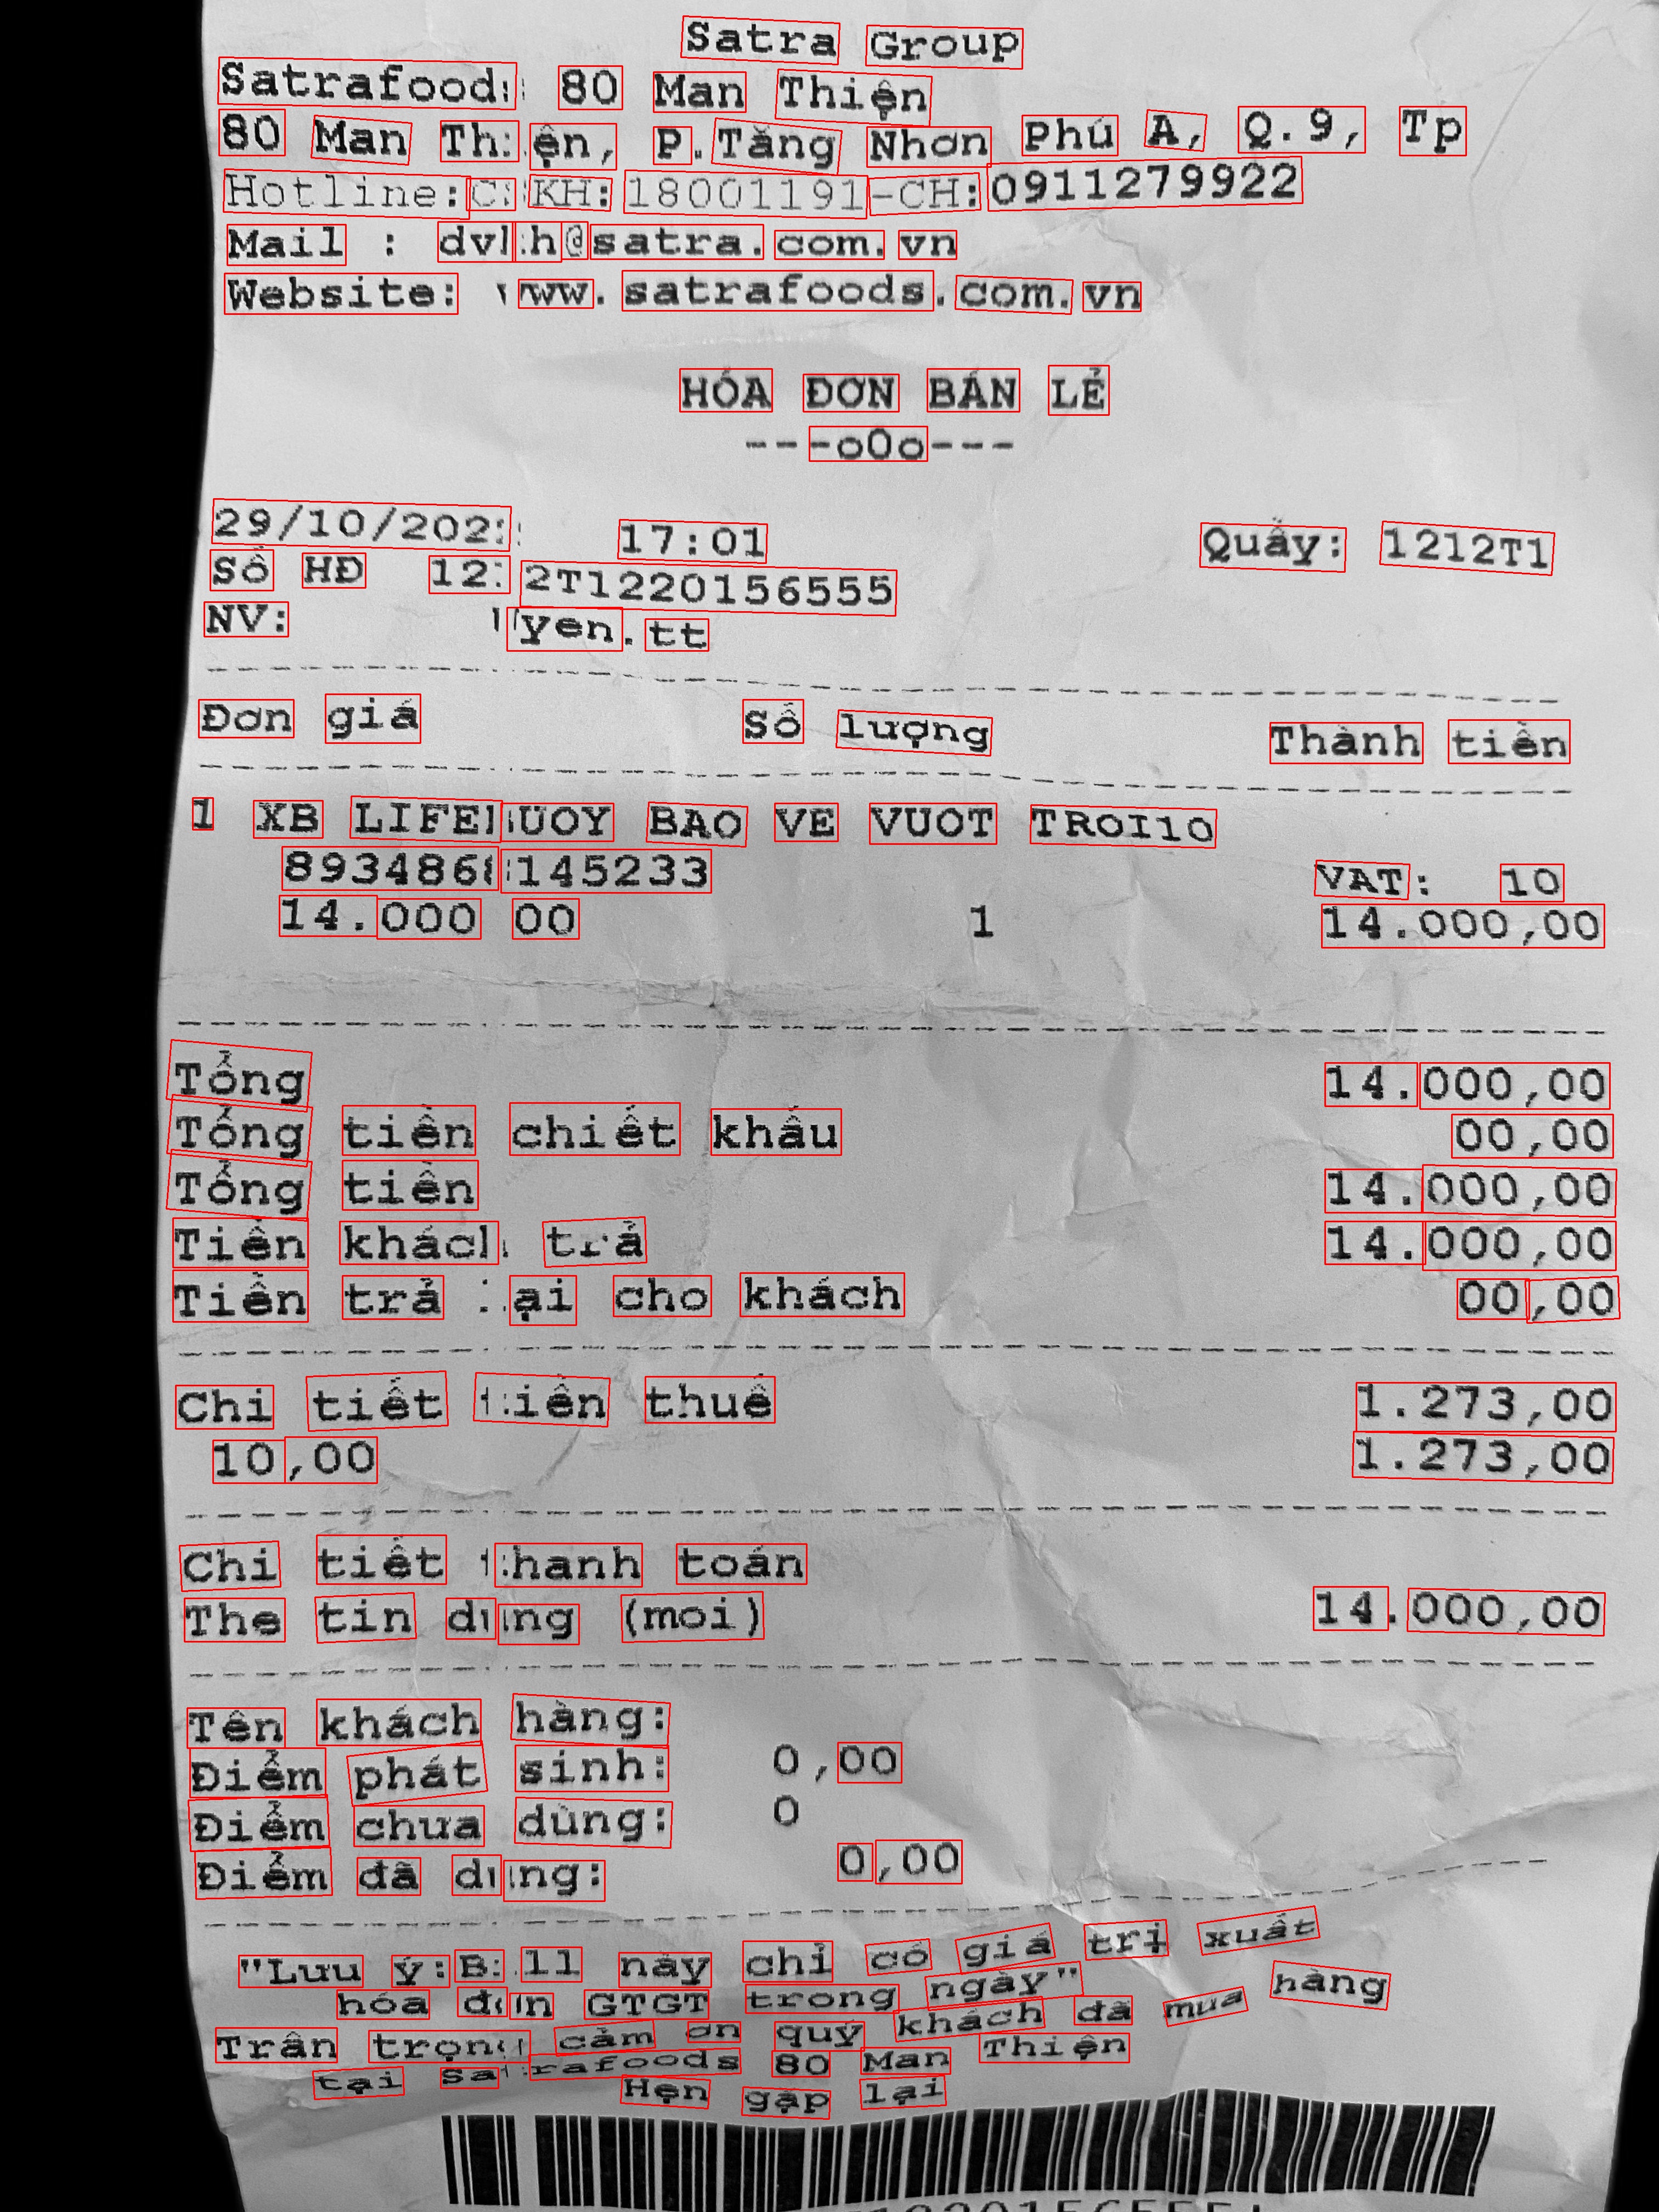 Satra Group
Satrafoods 80 Man Thiện
80 Man Thiện, P.Tăng Nhơn Phú A, Q.9, Tp
Hotline:CSKH:18001191-CH:0911279922
Mail : dvkh@satra.com.vn
Website: www.satrafoods.com.vn
HÓA ĐƠN BÁN LẺ
---o0o---
29/10/202 17:01 Quầy: 1212T1
Số HĐ 1212T1220156555
NV: yen.tt
Đơn giá Số lượng Thành tiền
1 XB LIFEBUOY BAO VE VUOT TROI10
8934868145233 VAT: 10
14.000 00 1 14.000,00
Tổng 14.000,00
Tổng tiền chiết khấu 00,00
Tổng tiền 14.000,00
Tiền khách trả 14.000,00
Tiền trả lại cho khách 00,00
Chi tiết tiền thuế 1.273,00
10,00 1.273,00
Chi tiết thanh toán
The tin dung (moi) 14.000,00
Tên khách hàng:
Điểm phát sinh: 0,00
Điểm chưa dùng: 0
Điểm đã dùng: 0,00
"Lưu ý:Bill này chỉ có giá trị xuất
hóa đơn GTGT trong ngày"
Trân trọng cảm ơn quý khách đã mua hàng
tại Satrafoods 80 Man Thiện
Hẹn gặp lại